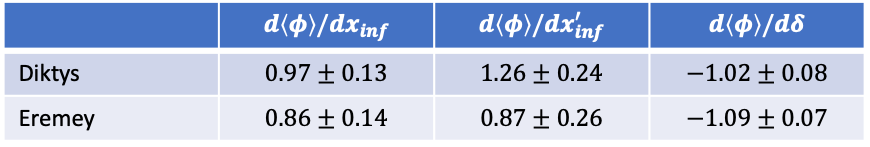 d⟨ϕ⟩/dx_inf d⟨ϕ⟩/dx′_inf d⟨ϕ⟩/dδ
Diktys 0.97 ± 0.13 1.26 ± 0.24 −1.02 ± 0.08
Eremey 0.86 ± 0.14 0.87 ± 0.26 −1.09 ± 0.07